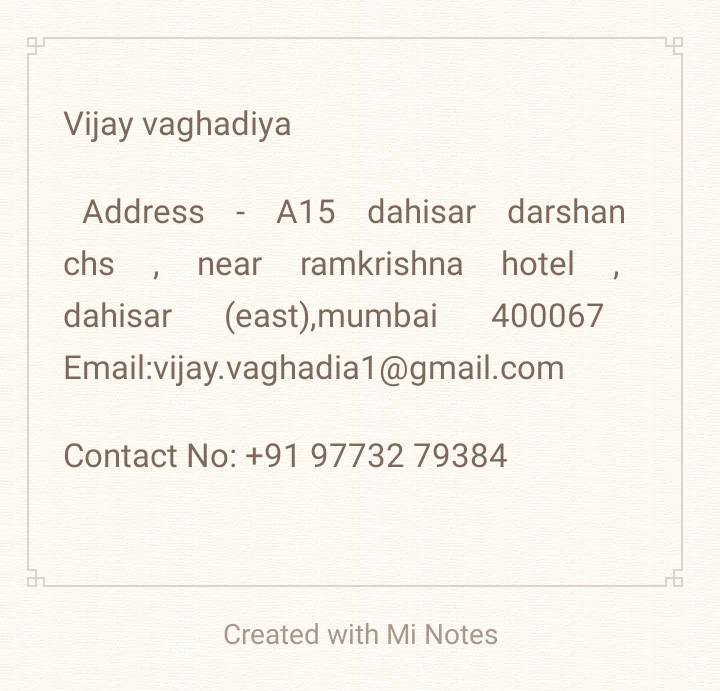 Vijay vaghadiya
Address - A15 dahisar darshan
chs , near ramkrishna hotel ,
dahisar (east),mumbai 400067
Email:vijay.vaghadia1@gmail.com
Contact No: +91 97732 79384
Created with Mi Notes